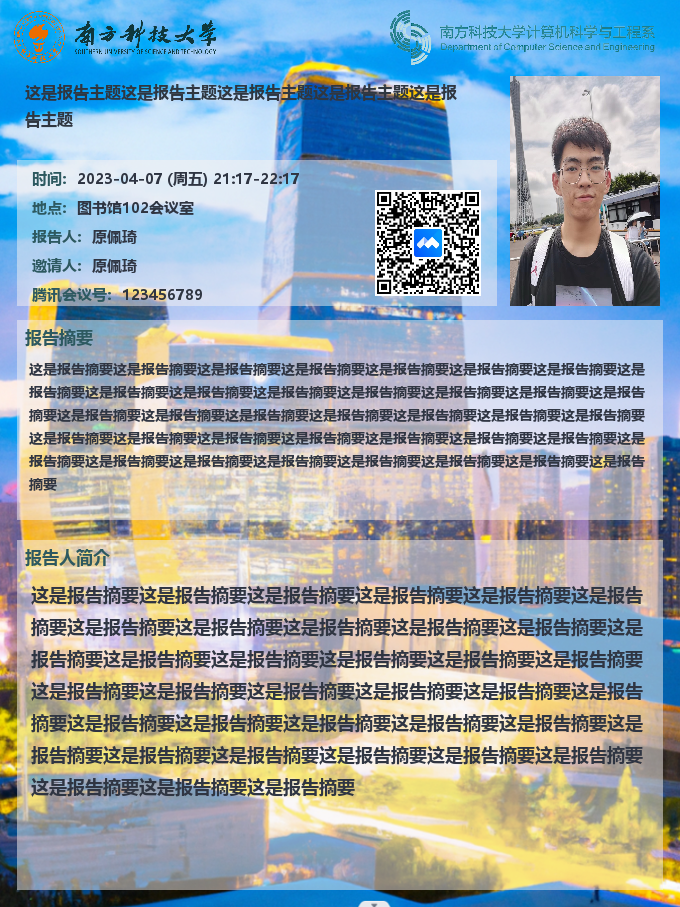 南方科技大学
SOUTHERN UNIVERSITY OF SCIENCE AND TECHNOLOGY
南方科技大学计算机科学与工程系
Department of Computer Science and Engineering
这是报告主题这是报告主题这是报告主题这是报告主题这是报
告主题
时间：2023-04-07 (周五) 21:17-22:17
地点：图书馆102会议室
报告人：原佩琦
邀请人：原佩琦
腾讯会议号：123456789
报告摘要
这是报告摘要这是报告摘要这是报告摘要这是报告摘要这是报告摘要这是报告摘要这是报告摘要这是
报告摘要这是报告摘要这是报告摘要这是报告摘要这是报告摘要这是报告摘要这是报告摘要这是报告
摘要这是报告摘要这是报告摘要这是报告摘要这是报告摘要这是报告摘要这是报告摘要这是报告摘要
这是报告摘要这是报告摘要这是报告摘要这是报告摘要这是报告摘要这是报告摘要这是报告摘要这是
报告摘要这是报告摘要这是报告摘要这是报告摘要这是报告摘要这是报告摘要这是报告摘要这是报告
摘要
报告人简介
这是报告摘要这是报告摘要这是报告摘要这是报告摘要这是报告摘要这是报告
摘要这是报告摘要这是报告摘要这是报告摘要这是报告摘要这是报告摘要这是
报告摘要这是报告摘要这是报告摘要这是报告摘要这是报告摘要这是报告摘要
这是报告摘要这是报告摘要这是报告摘要这是报告摘要这是报告摘要这是报告
摘要这是报告摘要这是报告摘要这是报告摘要这是报告摘要这是报告摘要这是
报告摘要这是报告摘要这是报告摘要这是报告摘要这是报告摘要这是报告摘要
这是报告摘要这是报告摘要这是报告摘要